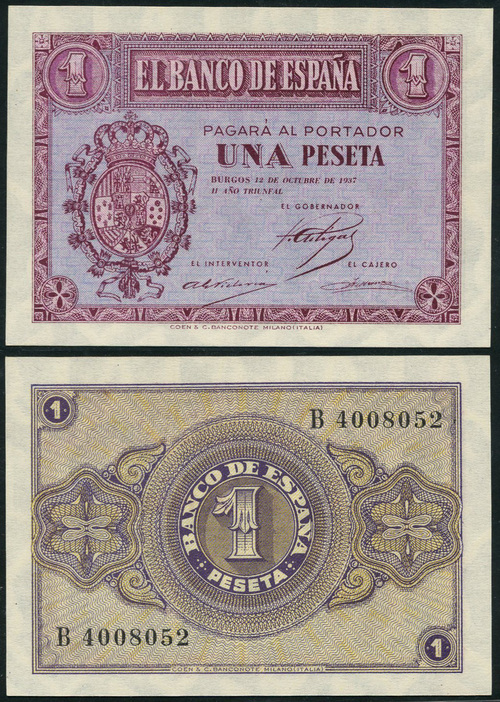 1 EL BANCO DE ESPAÑA 1
PAGARÁ AL PORTADOR
UNA PESETA
BURGOS 12 DE OCTUBRE DE 1937
II AÑO TRIUNFAL
EL GOBERNADOR
EL INTERVENTOR
EL CAJERO
COEN & C. BANCONOTE MILANO (ITALIA)
1
B 4008052
BANCO DE ESPAÑA
1
PESETA
B 4008052
1
COEN & C. BANCONOTE MILANO (ITALIA)